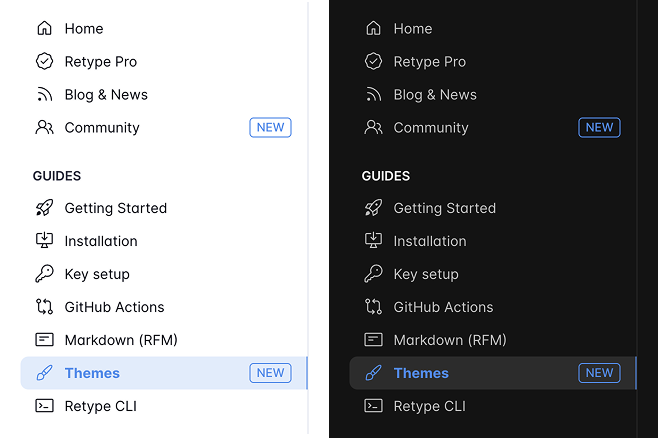 Home
Retype Pro
Blog & News
Community NEW
GUIDES
Getting Started
Installation
Key setup
GitHub Actions
Markdown (RFM)
Themes NEW
Retype CLI
Home
Retype Pro
Blog & News
Community NEW
GUIDES
Getting Started
Installation
Key setup
GitHub Actions
Markdown (RFM)
Themes NEW
Retype CLI